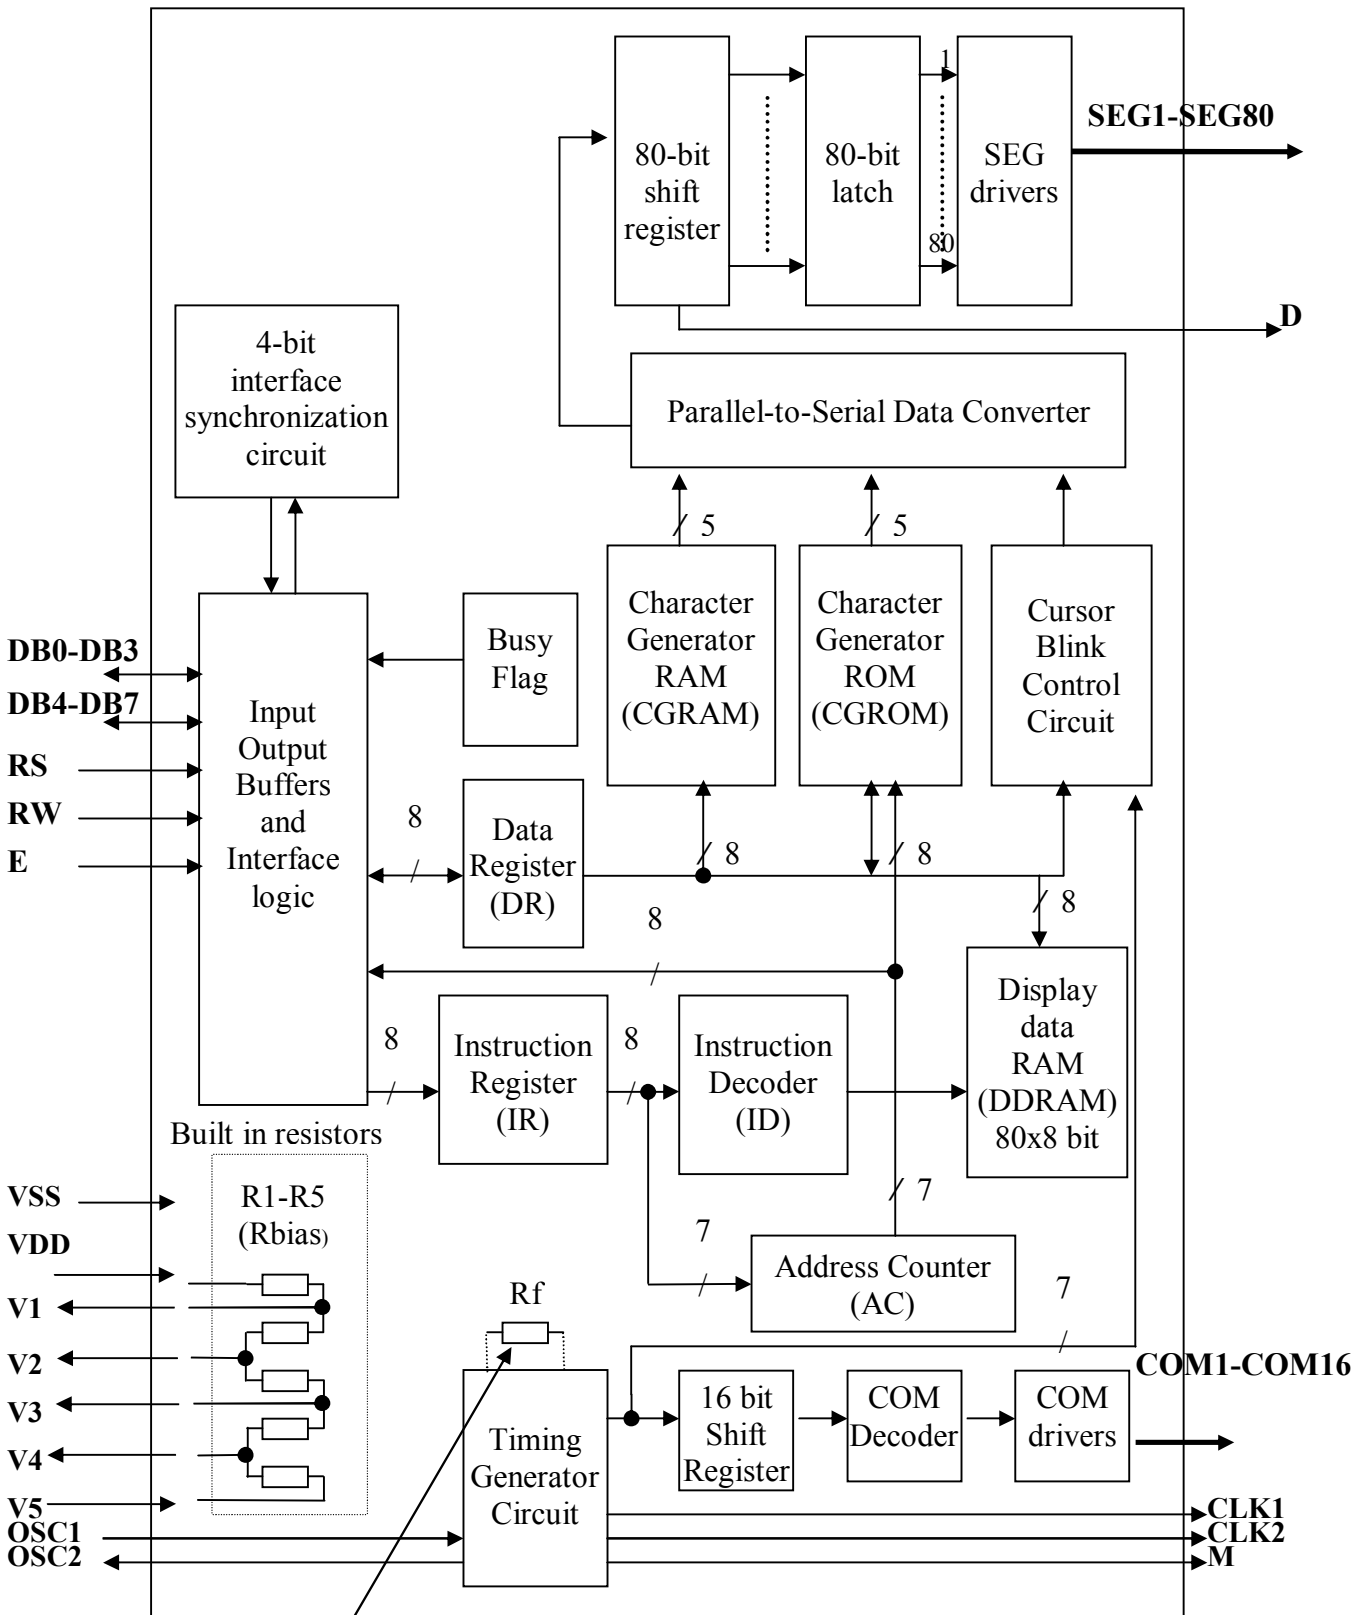 1
SEG1-SEG80
80-bit
shift
register
80-bit
latch
SEG
drivers
80
D
4-bit
interface
synchronization
circuit
Parallel-to-Serial Data Converter
5
5
Character
Generator
RAM
(CGRAM)
Character
Generator
ROM
(CGROM)
Cursor
Blink
Control
Circuit
Busy
Flag
DB0-DB3
DB4-DB7
RS
RW
E
Input
Output
Buffers
and
Interface
logic
8
Data
Register
(DR)
8
8
8
8
Display
data
RAM
(DDRAM)
80x8 bit
8
Instruction
Register
(IR)
8
Instruction
Decoder
(ID)
Built in resistors
R1-R5
(Rbias)
VSS
VDD
V1
V2
V3
V4
V5
OSC1
OSC2
7
7
Address Counter
(AC)
7
Rf
COM1-COM16
Timing
Generator
Circuit
16 bit
Shift
Register
COM
Decoder
COM
drivers
CLK1
CLK2
M